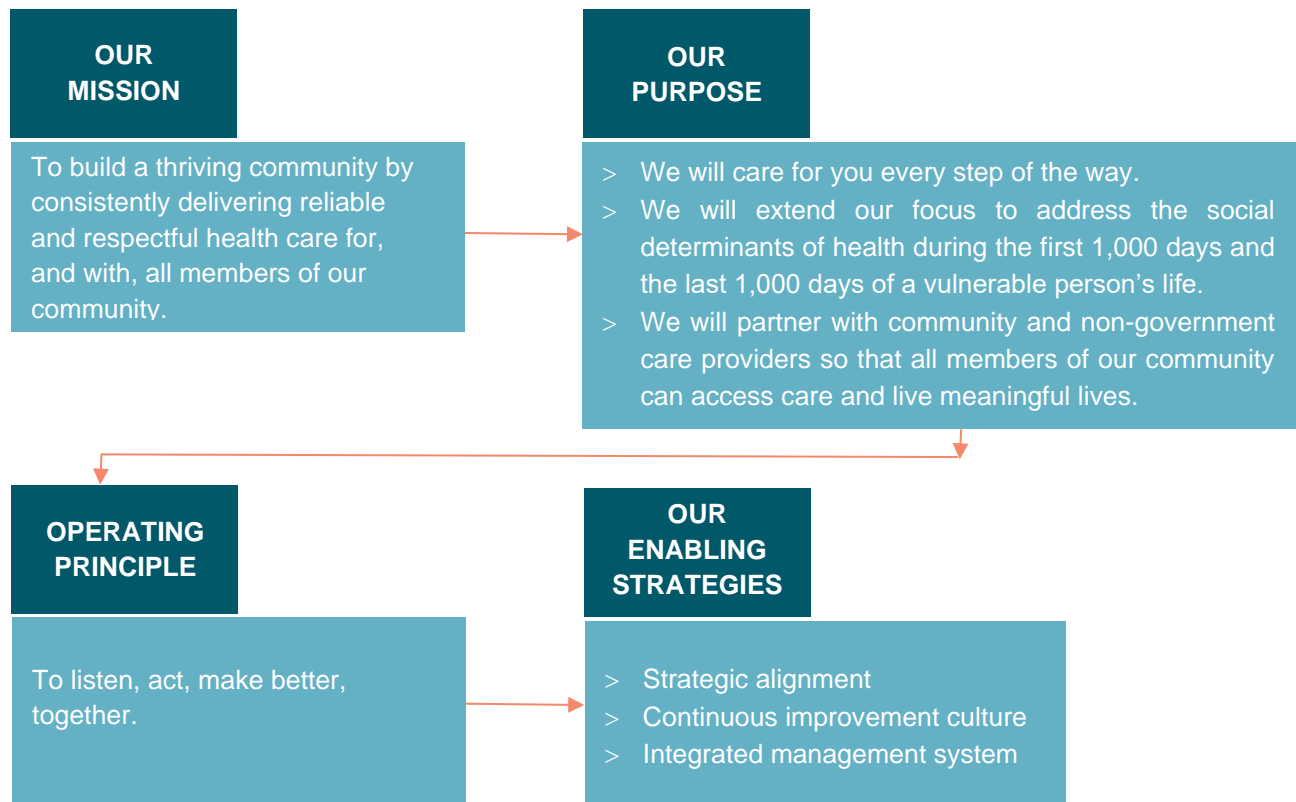 OUR
MISSION
To build a thriving community by
consistently delivering reliable
and respectful health care for,
and with, all members of our
community.
OUR
PURPOSE
> We will care for you every step of the way.
> We will extend our focus to address the social
determinants of health during the first 1,000 days and
the last 1,000 days of a vulnerable person’s life.
> We will partner with community and non-government
care providers so that all members of our community
can access care and live meaningful lives.
OPERATING
PRINCIPLE
To listen, act, make better,
together.
OUR
ENABLING
STRATEGIES
> Strategic alignment
> Continuous improvement culture
> Integrated management system